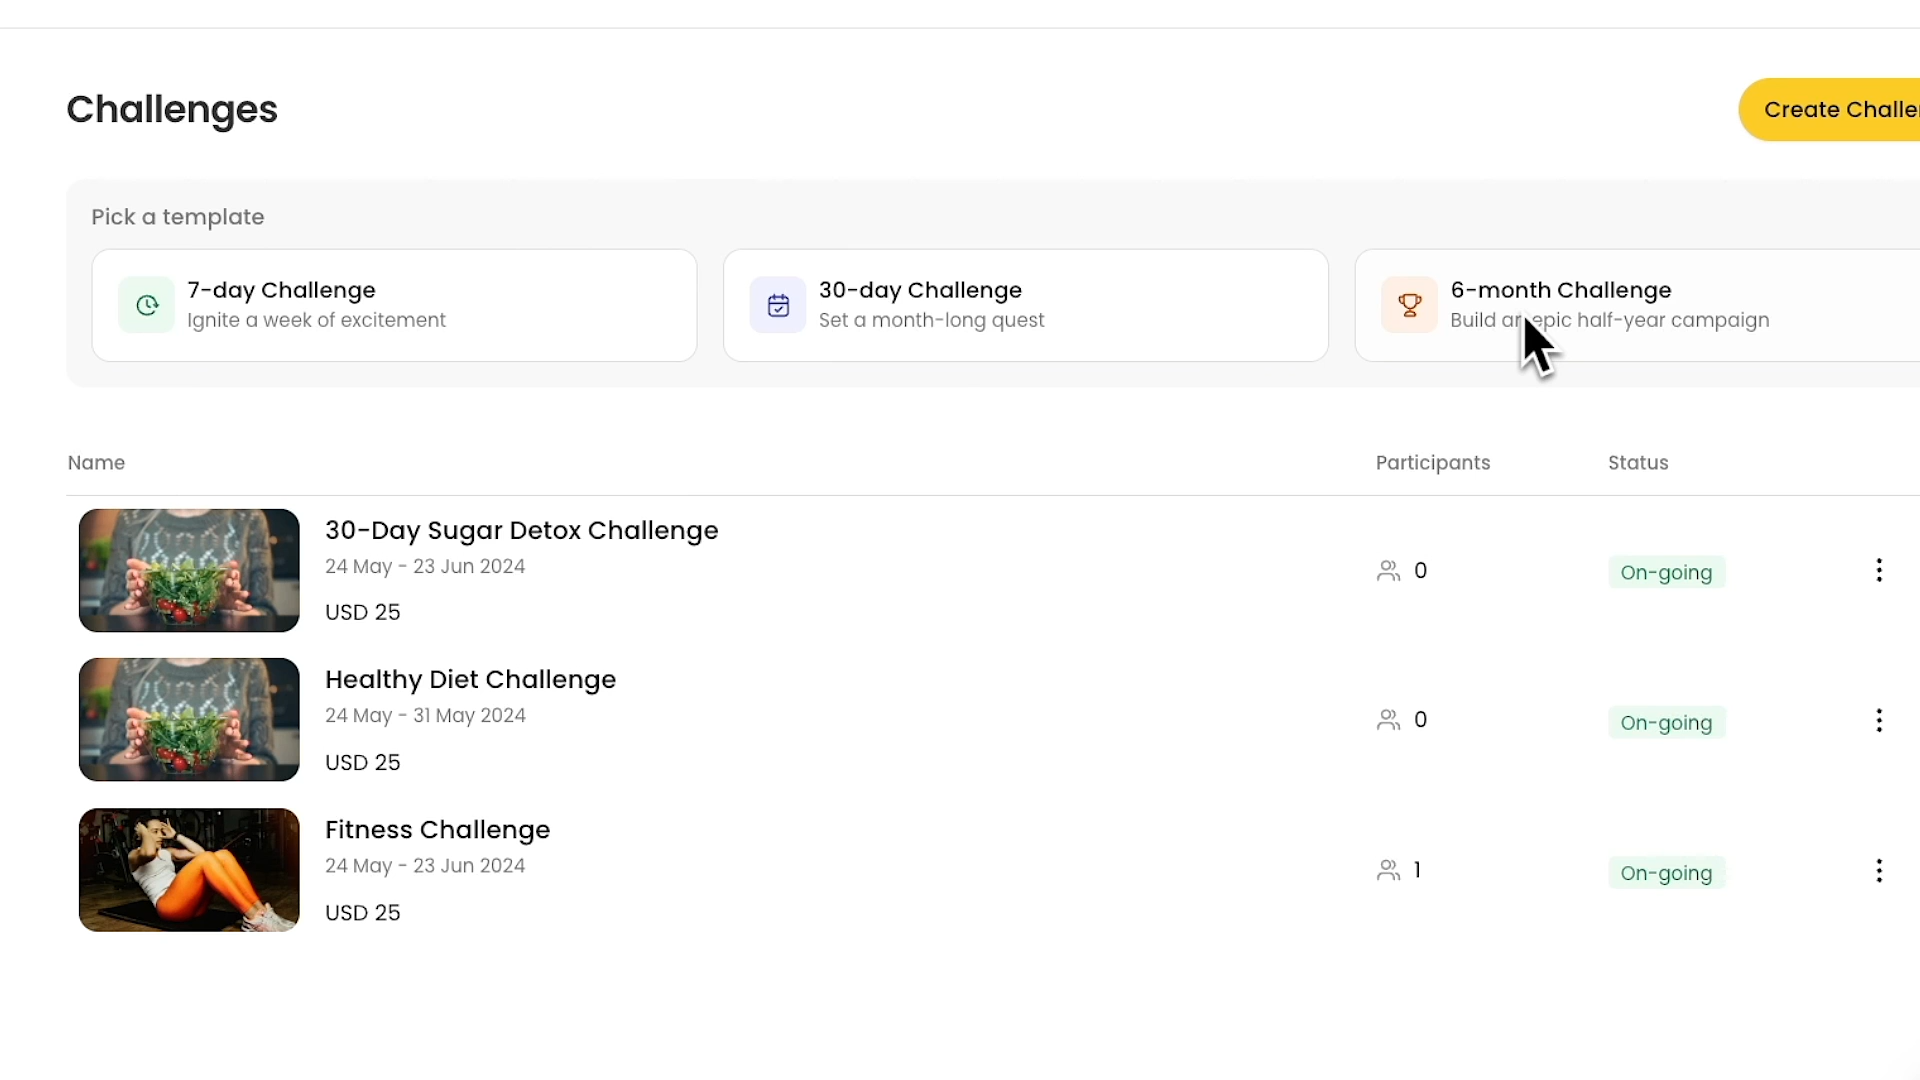 Challenges
Create Challe
Pick a template
7-day Challenge
Ignite a week of excitement
30-day Challenge
Set a month-long quest
6-month Challenge
Build an epic half-year campaign
Name
Participants
Status
30-Day Sugar Detox Challenge
24 May - 23 Jun 2024
USD 25
0
On-going
Healthy Diet Challenge
24 May - 31 May 2024
USD 25
0
On-going
Fitness Challenge
24 May - 23 Jun 2024
USD 25
1
On-going